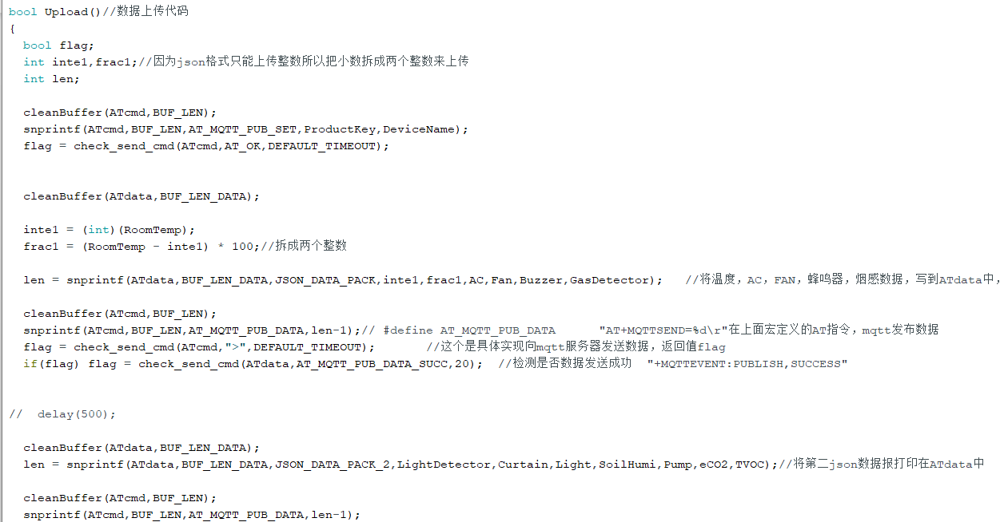 bool Upload()//数据上传代码
{
bool flag;
int inte1,frac1;//因为json格式只能上传整数所以把小数拆成两个整数来上传
int len;
cleanBuffer(ATcmd,BUF_LEN);
snprintf(ATcmd,BUF_LEN,AT_MQTT_PUB_SET,ProductKey,DeviceName);
flag = check_send_cmd(ATcmd,AT_OK,DEFAULT_TIMEOUT);
cleanBuffer(ATdata,BUF_LEN_DATA);
inte1 = (int)(RoomTemp);
frac1 = (RoomTemp - inte1) * 100;//拆成两个整数
len = snprintf(ATdata,BUF_LEN_DATA,JSON_DATA_PACK,inte1,frac1,AC,Fan,Buzzer,GasDetector);   //将温度，AC，FAN，蜂鸣器，烟感数据，写到ATdata中，
cleanBuffer(ATcmd,BUF_LEN);
snprintf(ATcmd,BUF_LEN,AT_MQTT_PUB_DATA,len-1);// #define AT_MQTT_PUB_DATA      "AT+MQTTSEND=%d\r"在上面宏定义的AT指令，mqtt发布数据
flag = check_send_cmd(ATcmd,">",DEFAULT_TIMEOUT);       //这个是具体实现向mqtt服务器发送数据，返回值flag
if(flag) flag = check_send_cmd(ATdata,AT_MQTT_PUB_DATA_SUCC,20);  //检测是否数据发送成功  "+MQTTEVENT:PUBLISH,SUCCESS"
//  delay(500);
cleanBuffer(ATdata,BUF_LEN_DATA);
len = snprintf(ATdata,BUF_LEN_DATA,JSON_DATA_PACK_2,LightDetector,Curtain,Light,SoilHumi,Pump,eCO2,TVOC);//将第二json数据报打印在ATdata中
cleanBuffer(ATcmd,BUF_LEN);
snprintf(ATcmd,BUF_LEN,AT_MQTT_PUB_DATA,len-1);